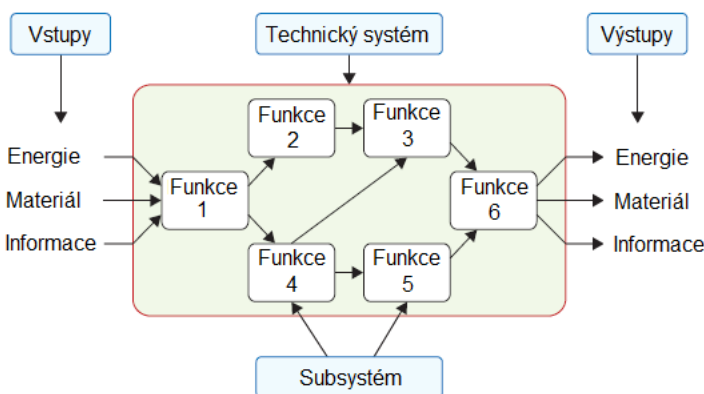 Vstupy
Technický systém
Výstupy
Funkce
2
Funkce
3
Energie
Energie
Funkce
1
Funkce
6
Materiál
Materiál
Informace
Informace
Funkce
4
Funkce
5
Subsystém